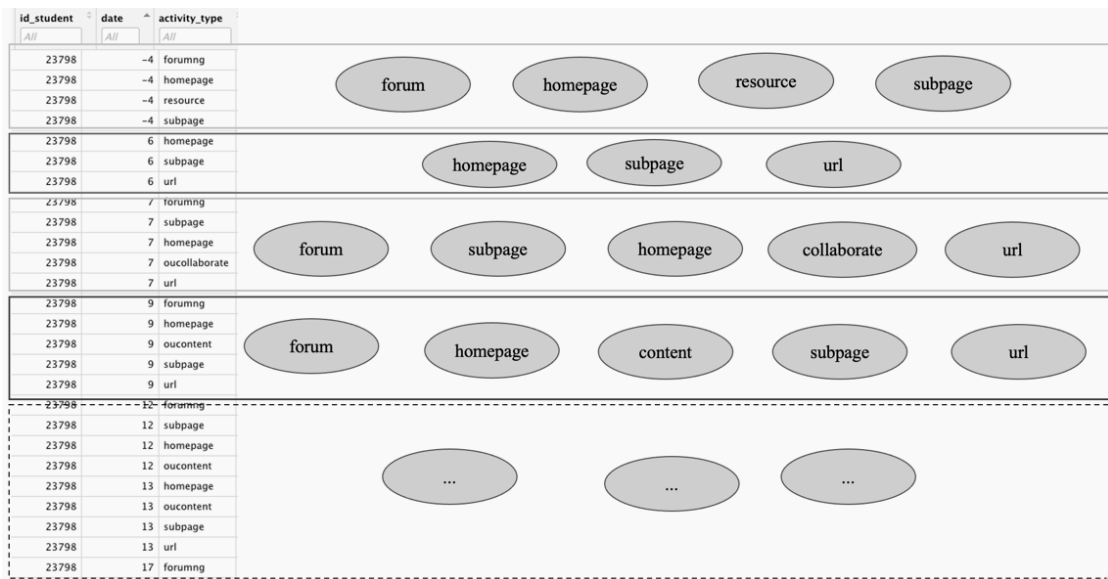 id_student date activity_type
All All All
23798 -4 forumng
23798 -4 homepage
23798 -4 resource
23798 -4 subpage
forum homepage resource subpage
23798 6 homepage
23798 6 subpage
23798 6 url
homepage subpage url
23798 7 forumng
23798 7 subpage
23798 7 homepage
23798 7 oucollaborate
23798 7 url
forum subpage homepage collaborate url
23798 9 forumng
23798 9 homepage
23798 9 oucontent
23798 9 subpage
23798 9 url
forum homepage content subpage url
23798 12 forumng
23798 12 subpage
23798 12 homepage
23798 12 oucontent
23798 13 homepage
23798 13 oucontent
23798 13 subpage
23798 13 url
23798 17 forumng
... ... ...